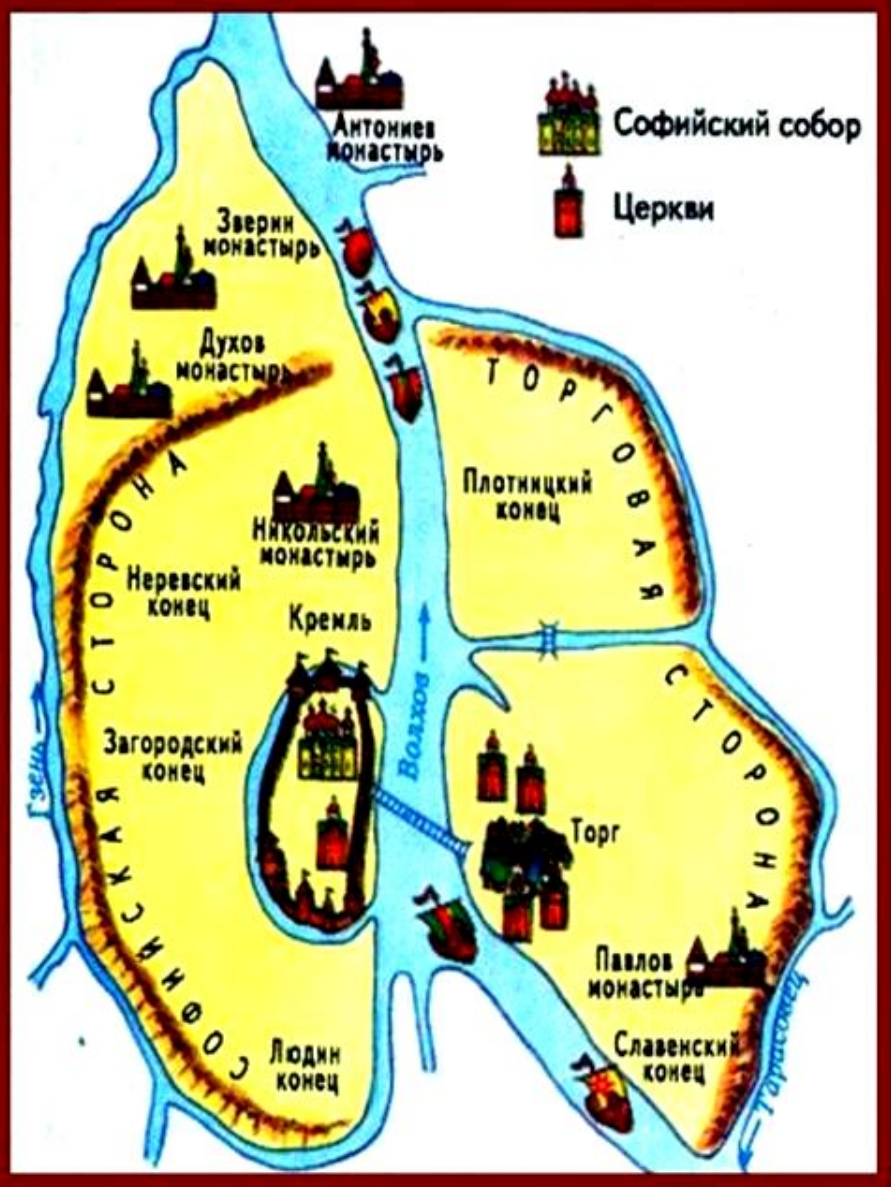 Антониев
монастырь
Софийский собор
Церкви
Зверин
монастырь
Духов
монастырь
ТОРГОВАЯ
СТОРОНА
Плотницкий
конец
Никольский
монастырь
Неревский
конец
Кремль
СОФИЙСКАЯ СТОРОНА
Волхов
Загородский
конец
Гзень
Торг
Павлов
монастырь
Славенский
конец
Людин
конец
Тарасовец